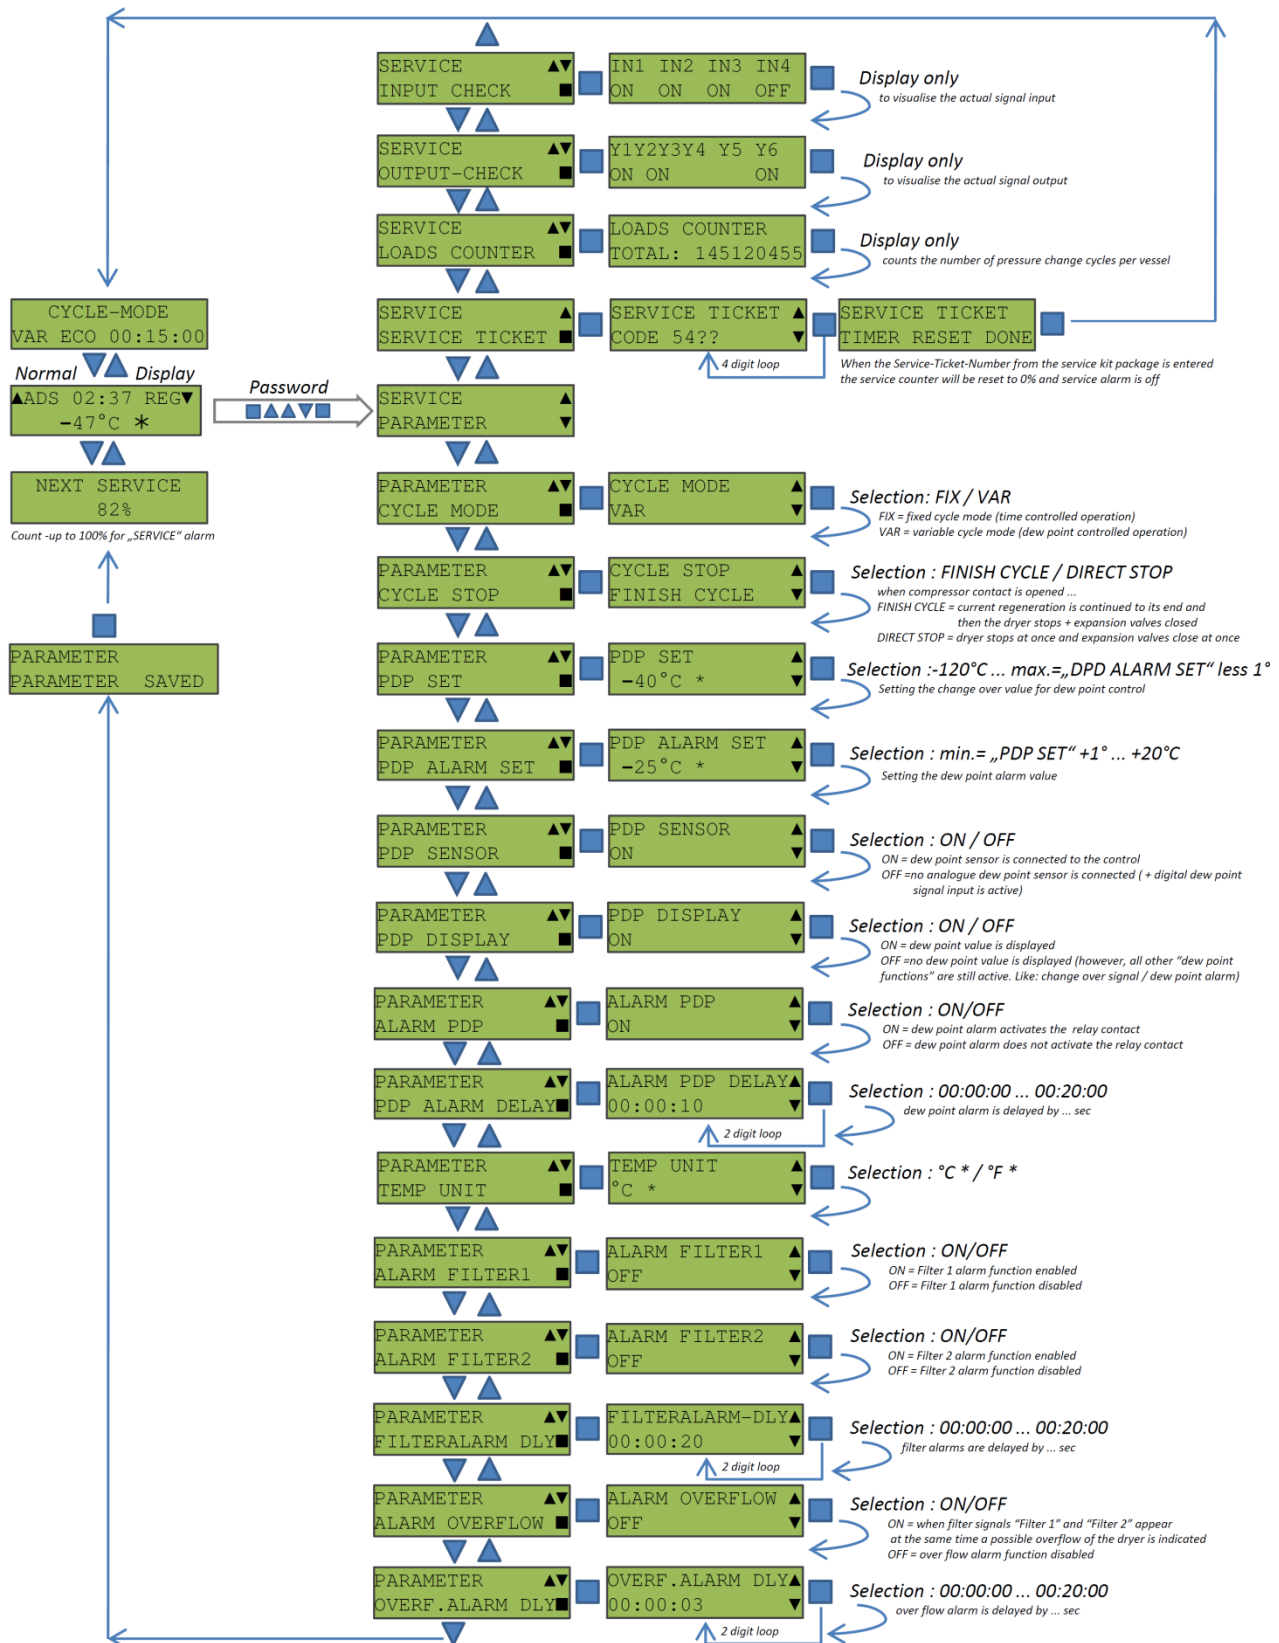 SERVICE ▲▼
INPUT CHECK ■
IN1 IN2 IN3 IN4
ON ON ON OFF
Display only
to visualise the actual signal input
SERVICE ▲▼
OUTPUT-CHECK ■
Y1Y2Y3Y4 Y5 Y6
ON ON ON
Display only
to visualise the actual signal output
SERVICE ▲▼
LOADS COUNTER ■
LOADS COUNTER
TOTAL: 145120455
Display only
counts the number of pressure change cycles per vessel
CYCLE-MODE
VAR ECO 00:15:00
Normal Display
▲ADS 02:37 REG▼
-47°C *
NEXT SERVICE
82%
Count -up to 100% for „SERVICE“ alarm
PARAMETER
PARAMETER SAVED
Password
SERVICE ▲
SERVICE TICKET ■
SERVICE TICKET ▲
CODE 54?? ▼
4 digit loop
SERVICE TICKET
TIMER RESET DONE
When the Service-Ticket-Number from the service kit package is entered
the service counter will be reset to 0% and service alarm is off
SERVICE ▲
PARAMETER ▼
PARAMETER ▲▼
CYCLE MODE ■
CYCLE MODE ▲
VAR ▼
Selection: FIX / VAR
FIX = fixed cycle mode (time controlled operation)
VAR = variable cycle mode (dew point controlled operation)
PARAMETER ▲▼
CYCLE STOP ■
CYCLE STOP ▲
FINISH CYCLE ▼
Selection : FINISH CYCLE / DIRECT STOP
when compressor contact is opened ...
FINISH CYCLE = current regeneration is continued to its end and
then the dryer stops + expansion valves closed
DIRECT STOP = dryer stops at once and expansion valves close at once
PARAMETER ▲▼
PDP SET ■
PDP SET ▲
-40°C * ▼
Selection :-120°C ... max.=„DPD ALARM SET“ less 1°
Setting the change over value for dew point control
PARAMETER ▲▼
PDP ALARM SET ■
PDP ALARM SET ▲
-25°C * ▼
Selection : min.= „PDP SET“ +1° ... +20°C
Setting the dew point alarm value
PARAMETER ▲▼
PDP SENSOR ■
PDP SENSOR ▲
ON ▼
Selection : ON / OFF
ON = dew point sensor is connected to the control
OFF =no analogue dew point sensor is connected ( + digital dew point
signal input is active)
PARAMETER ▲▼
PDP DISPLAY ■
PDP DISPLAY ▲
ON ▼
Selection : ON / OFF
ON = dew point value is displayed
OFF =no dew point value is displayed (however, all other “dew point
functions” are still active. Like: change over signal / dew point alarm)
PARAMETER ▲▼
ALARM PDP ■
ALARM PDP ▲
ON ▼
Selection : ON/OFF
ON = dew point alarm activates the relay contact
OFF = dew point alarm does not activate the relay contact
PARAMETER ▲▼
PDP ALARM DELAY■
ALARM PDP DELAY▲
00:00:10 ▼
2 digit loop
Selection : 00:00:00 ... 00:20:00
dew point alarm is delayed by ... sec
PARAMETER ▲▼
TEMP UNIT ■
TEMP UNIT ▲
°C * ▼
Selection : °C * / °F *
PARAMETER ▲▼
ALARM FILTER1 ■
ALARM FILTER1 ▲
OFF ▼
Selection : ON/OFF
ON = Filter 1 alarm function enabled
OFF = Filter 1 alarm function disabled
PARAMETER ▲▼
ALARM FILTER2 ■
ALARM FILTER2 ▲
OFF ▼
Selection : ON/OFF
ON = Filter 2 alarm function enabled
OFF = Filter 2 alarm function disabled
PARAMETER ▲▼
FILTERALARM DLY■
FILTERALARM-DLY▲
00:00:20 ▼
2 digit loop
Selection : 00:00:00 ... 00:20:00
filter alarms are delayed by ... sec
PARAMETER ▲▼
ALARM OVERFLOW ■
ALARM OVERFLOW ▲
OFF ▼
Selection : ON/OFF
ON = when filter signals “Filter 1” and “Filter 2” appear
at the same time a possible overflow of the dryer is indicated
OFF = over flow alarm function disabled
PARAMETER ▲▼
OVERF.ALARM DLY■
OVERF.ALARM DLY▲
00:00:03 ▼
2 digit loop
Selection : 00:00:00 ... 00:20:00
over flow alarm is delayed by ... sec